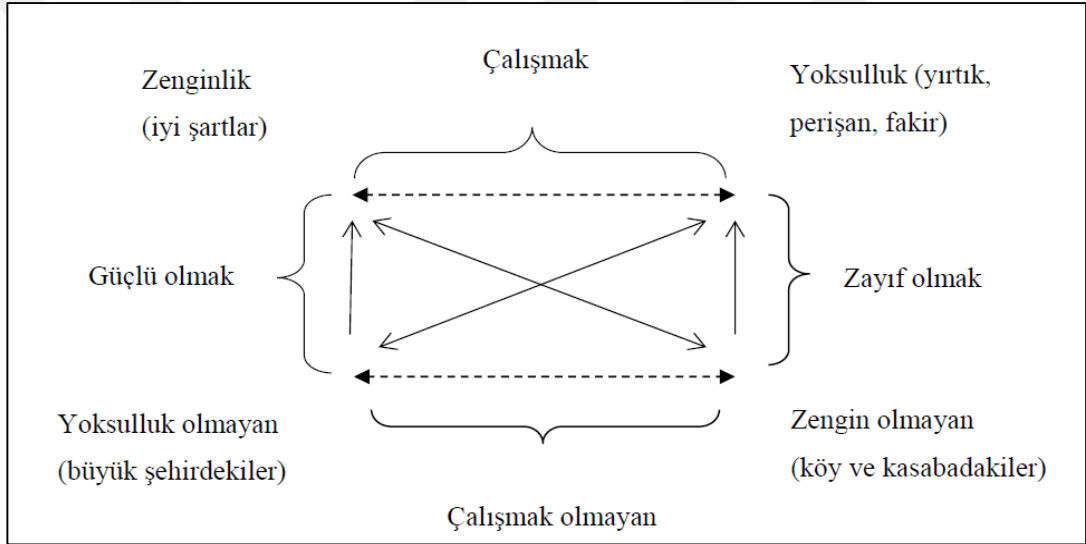 Çalışmak
Zenginlik
(iyi şartlar)
Yoksulluk (yırtık,
perişan, fakir)
Güçlü olmak
Zayıf olmak
Yoksulluk olmayan
(büyük şehirdekiler)
Zengin olmayan
(köy ve kasabadakiler)
Çalışmak olmayan